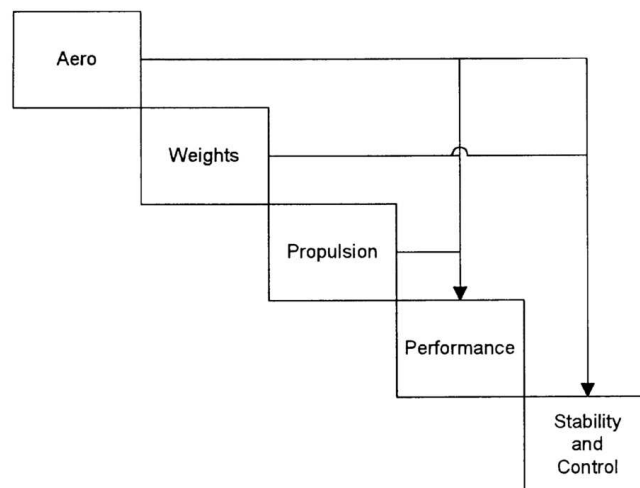 Aero
Weights
Propulsion
Performance
Stability
and
Control